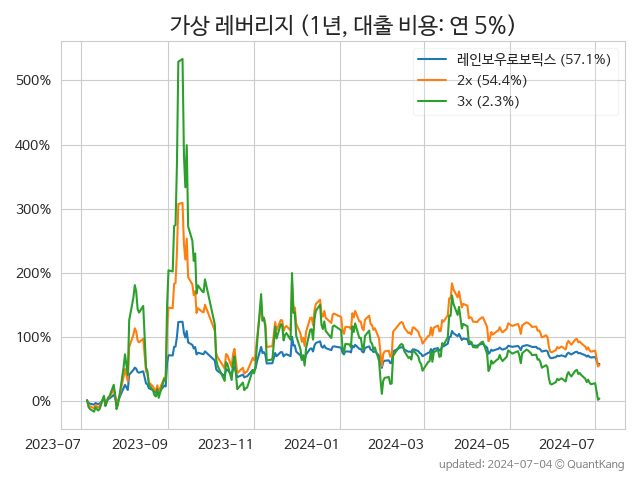 가상 레버리지 (1년, 대출 비용: 연 5%)
레인보우로보틱스 (57.1%)
2x (54.4%)
3x (2.3%)
500%
400%
300%
200%
100%
0%
2023-07 2023-09 2023-11 2024-01 2024-03 2024-05 2024-07
updated: 2024-07-04 © QuantKang